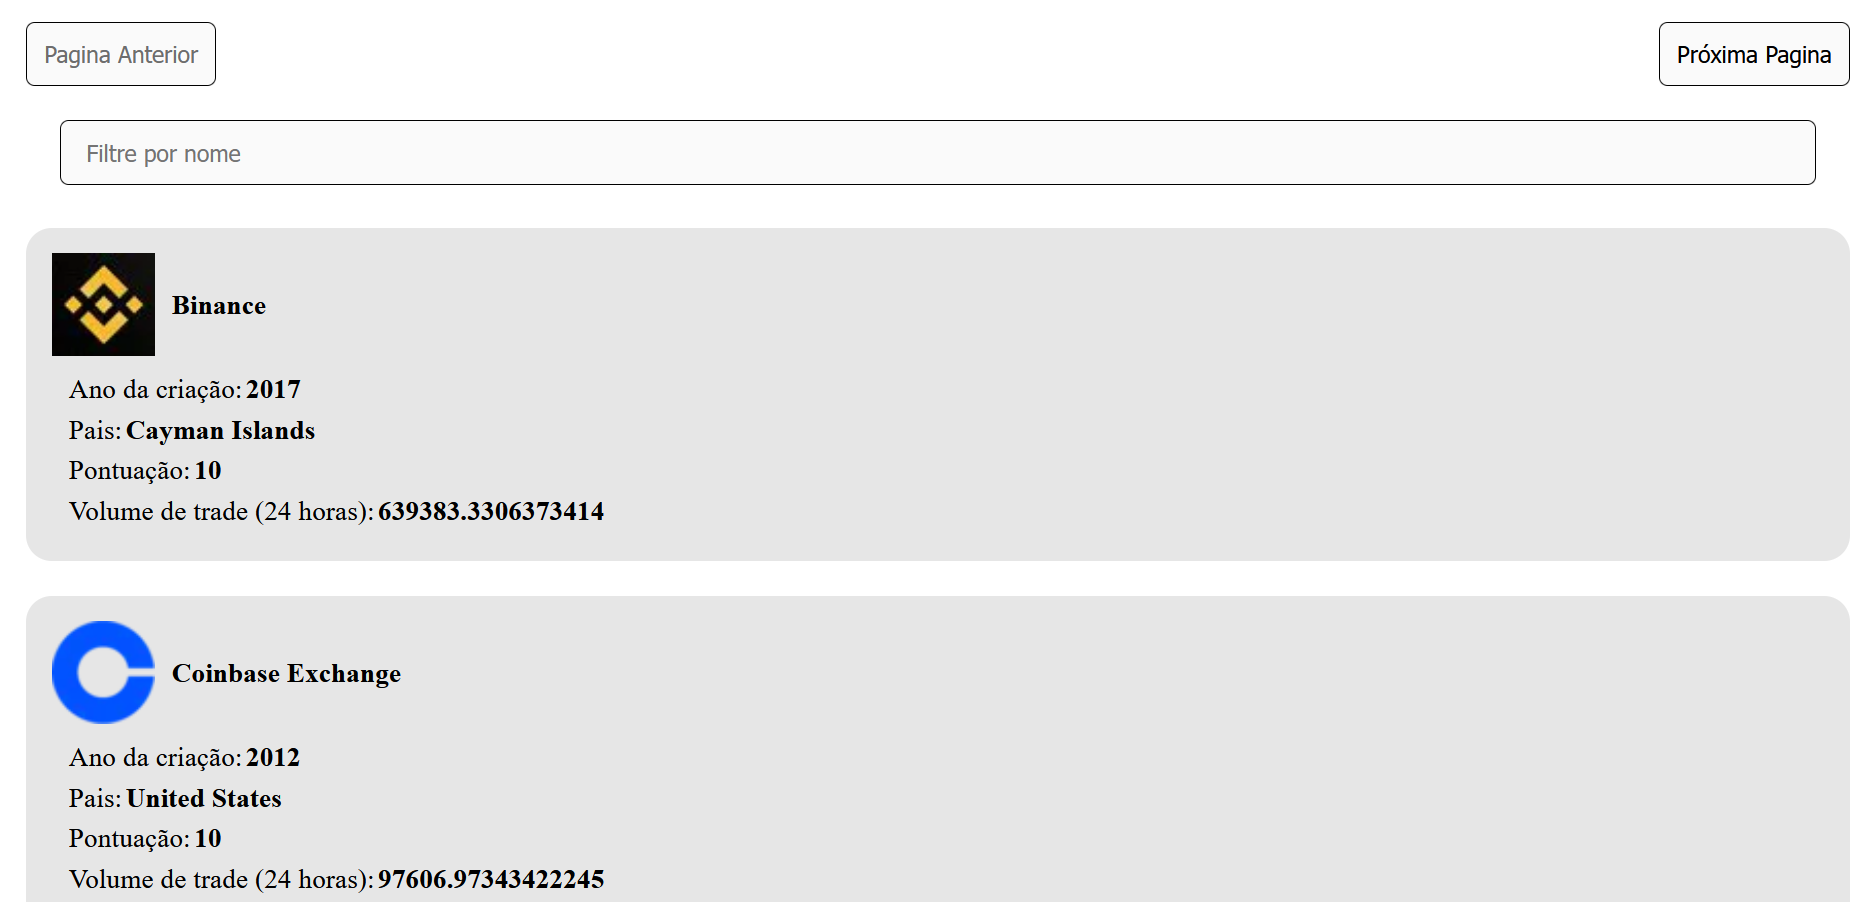 Pagina Anterior
Próxima Pagina
Filtre por nome
Binance
Ano da criação: 2017
Pais: Cayman Islands
Pontuação: 10
Volume de trade (24 horas): 639383.3306373414
Coinbase Exchange
Ano da criação: 2012
Pais: United States
Pontuação: 10
Volume de trade (24 horas): 97606.97343422245